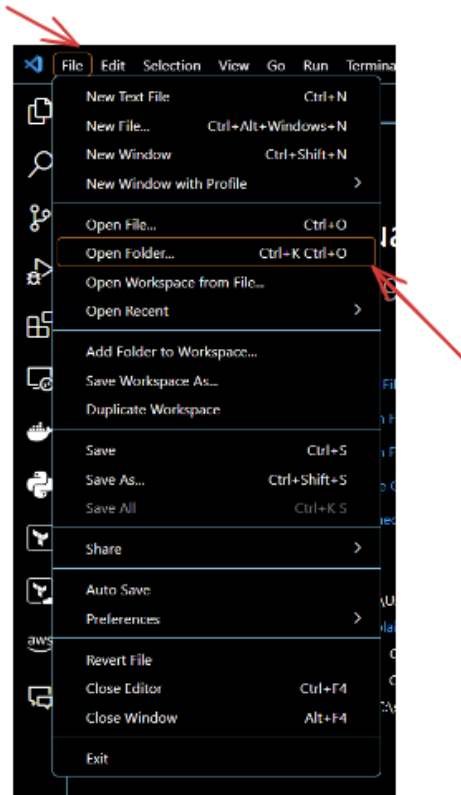 File Edit Selection View Go Run Termina
New Text File Ctrl+N
New File... Ctrl+Alt+Windows+N
New Window Ctrl+Shift+N
New Window with Profile
Open File... Ctrl+O
Open Folder... Ctrl+K Ctrl+O
Open Workspace from File...
Open Recent
Add Folder to Workspace...
Save Workspace As...
Duplicate Workspace
Save Ctrl+S
Save As... Ctrl+Shift+S
Save All Ctrl+K S
Share
Auto Save
Preferences
aws
Revert File
Close Editor Ctrl+F4
Close Window Alt+F4
Exit